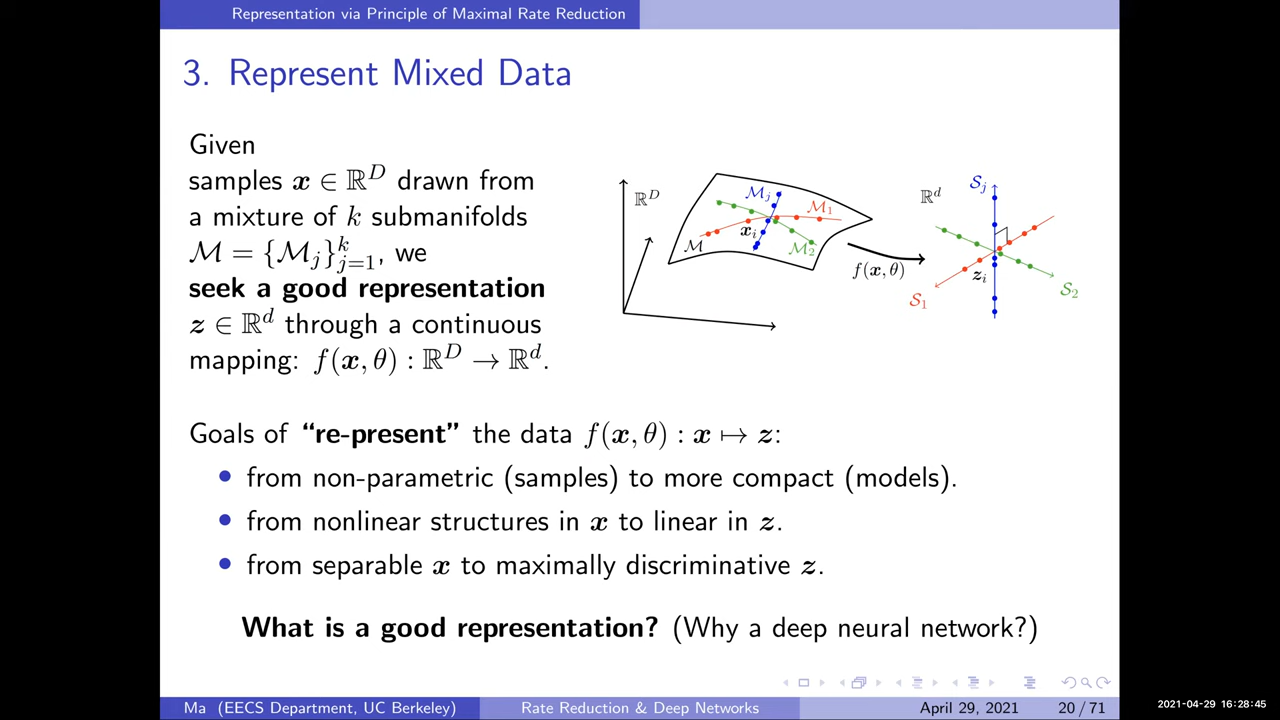 Representation via Principle of Maximal Rate Reduction
3. Represent Mixed Data
Given
samples x ∈ ℝ^D drawn from
a mixture of k submanifolds
ℳ = {ℳ_j}_{j=1}^k, we
seek a good representation
z ∈ ℝ^d through a continuous
mapping: f(x, θ) : ℝ^D → ℝ^d.
ℝ^D
ℳ
ℳ_j
ℳ_1
x_i
ℳ_2
f(x, θ)
ℝ^d
S_j
z_i
S_1
S_2
Goals of “re-present” the data f(x, θ) : x ↦ z:
• from non-parametric (samples) to more compact (models).
• from nonlinear structures in x to linear in z.
• from separable x to maximally discriminative z.
What is a good representation? (Why a deep neural network?)
Ma (EECS Department, UC Berkeley)
Rate Reduction & Deep Networks
April 29, 2021
20 / 71
2021-04-29 16:28:45